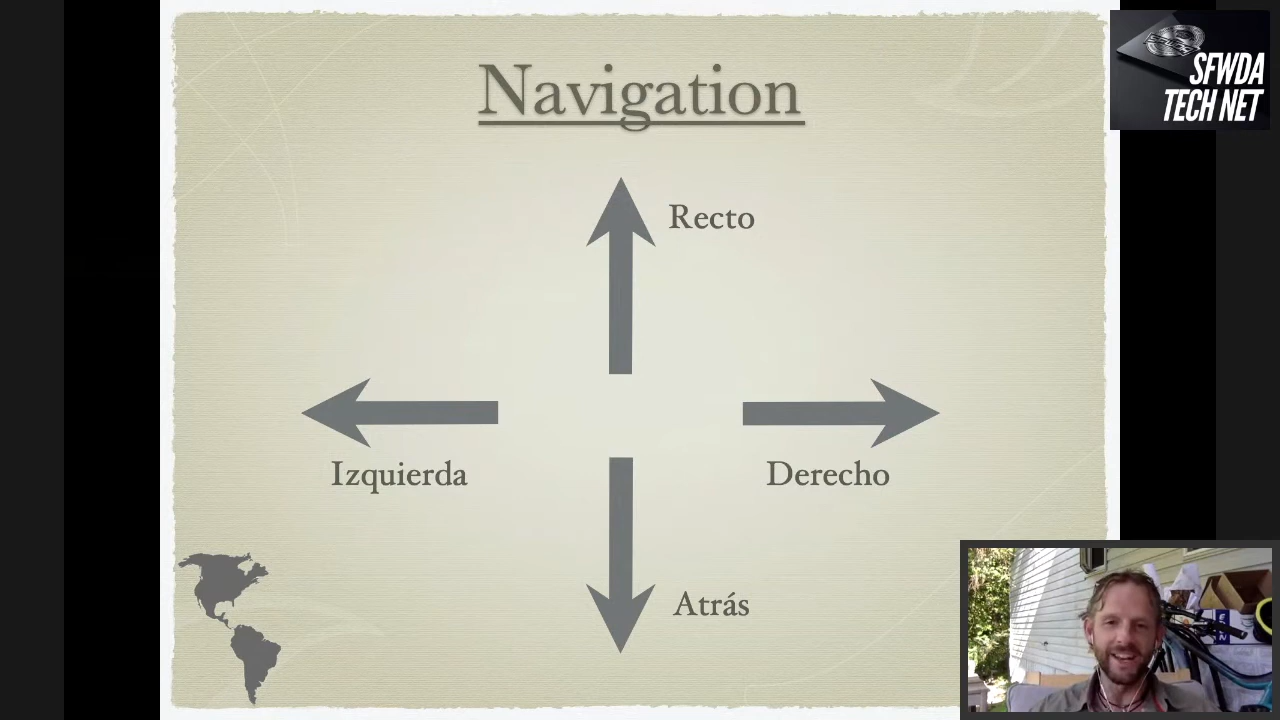 Navigation
SFWDA
TECH NET
Recto
Izquierda
Derecho
Atrás